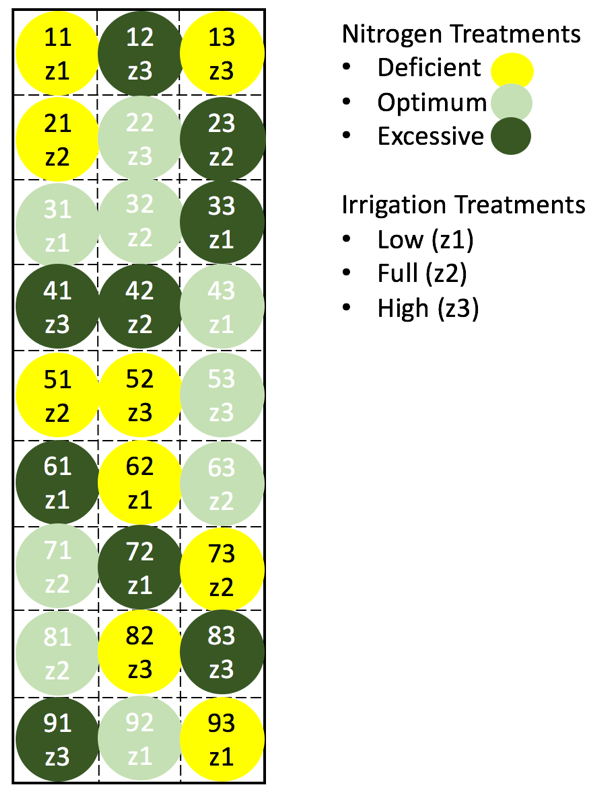 11 12 13
z1 z3 z3
21 22 23
z2 z3 z2
31 32 33
z1 z2 z1
41 42 43
z3 z2 z1
51 52 53
z2 z3 z3
61 62 63
z1 z1 z2
71 72 73
z2 z1 z2
81 82 83
z2 z3 z3
91 92 93
z3 z1 z1
Nitrogen Treatments
• Deficient
• Optimum
• Excessive
Irrigation Treatments
• Low (z1)
• Full (z2)
• High (z3)